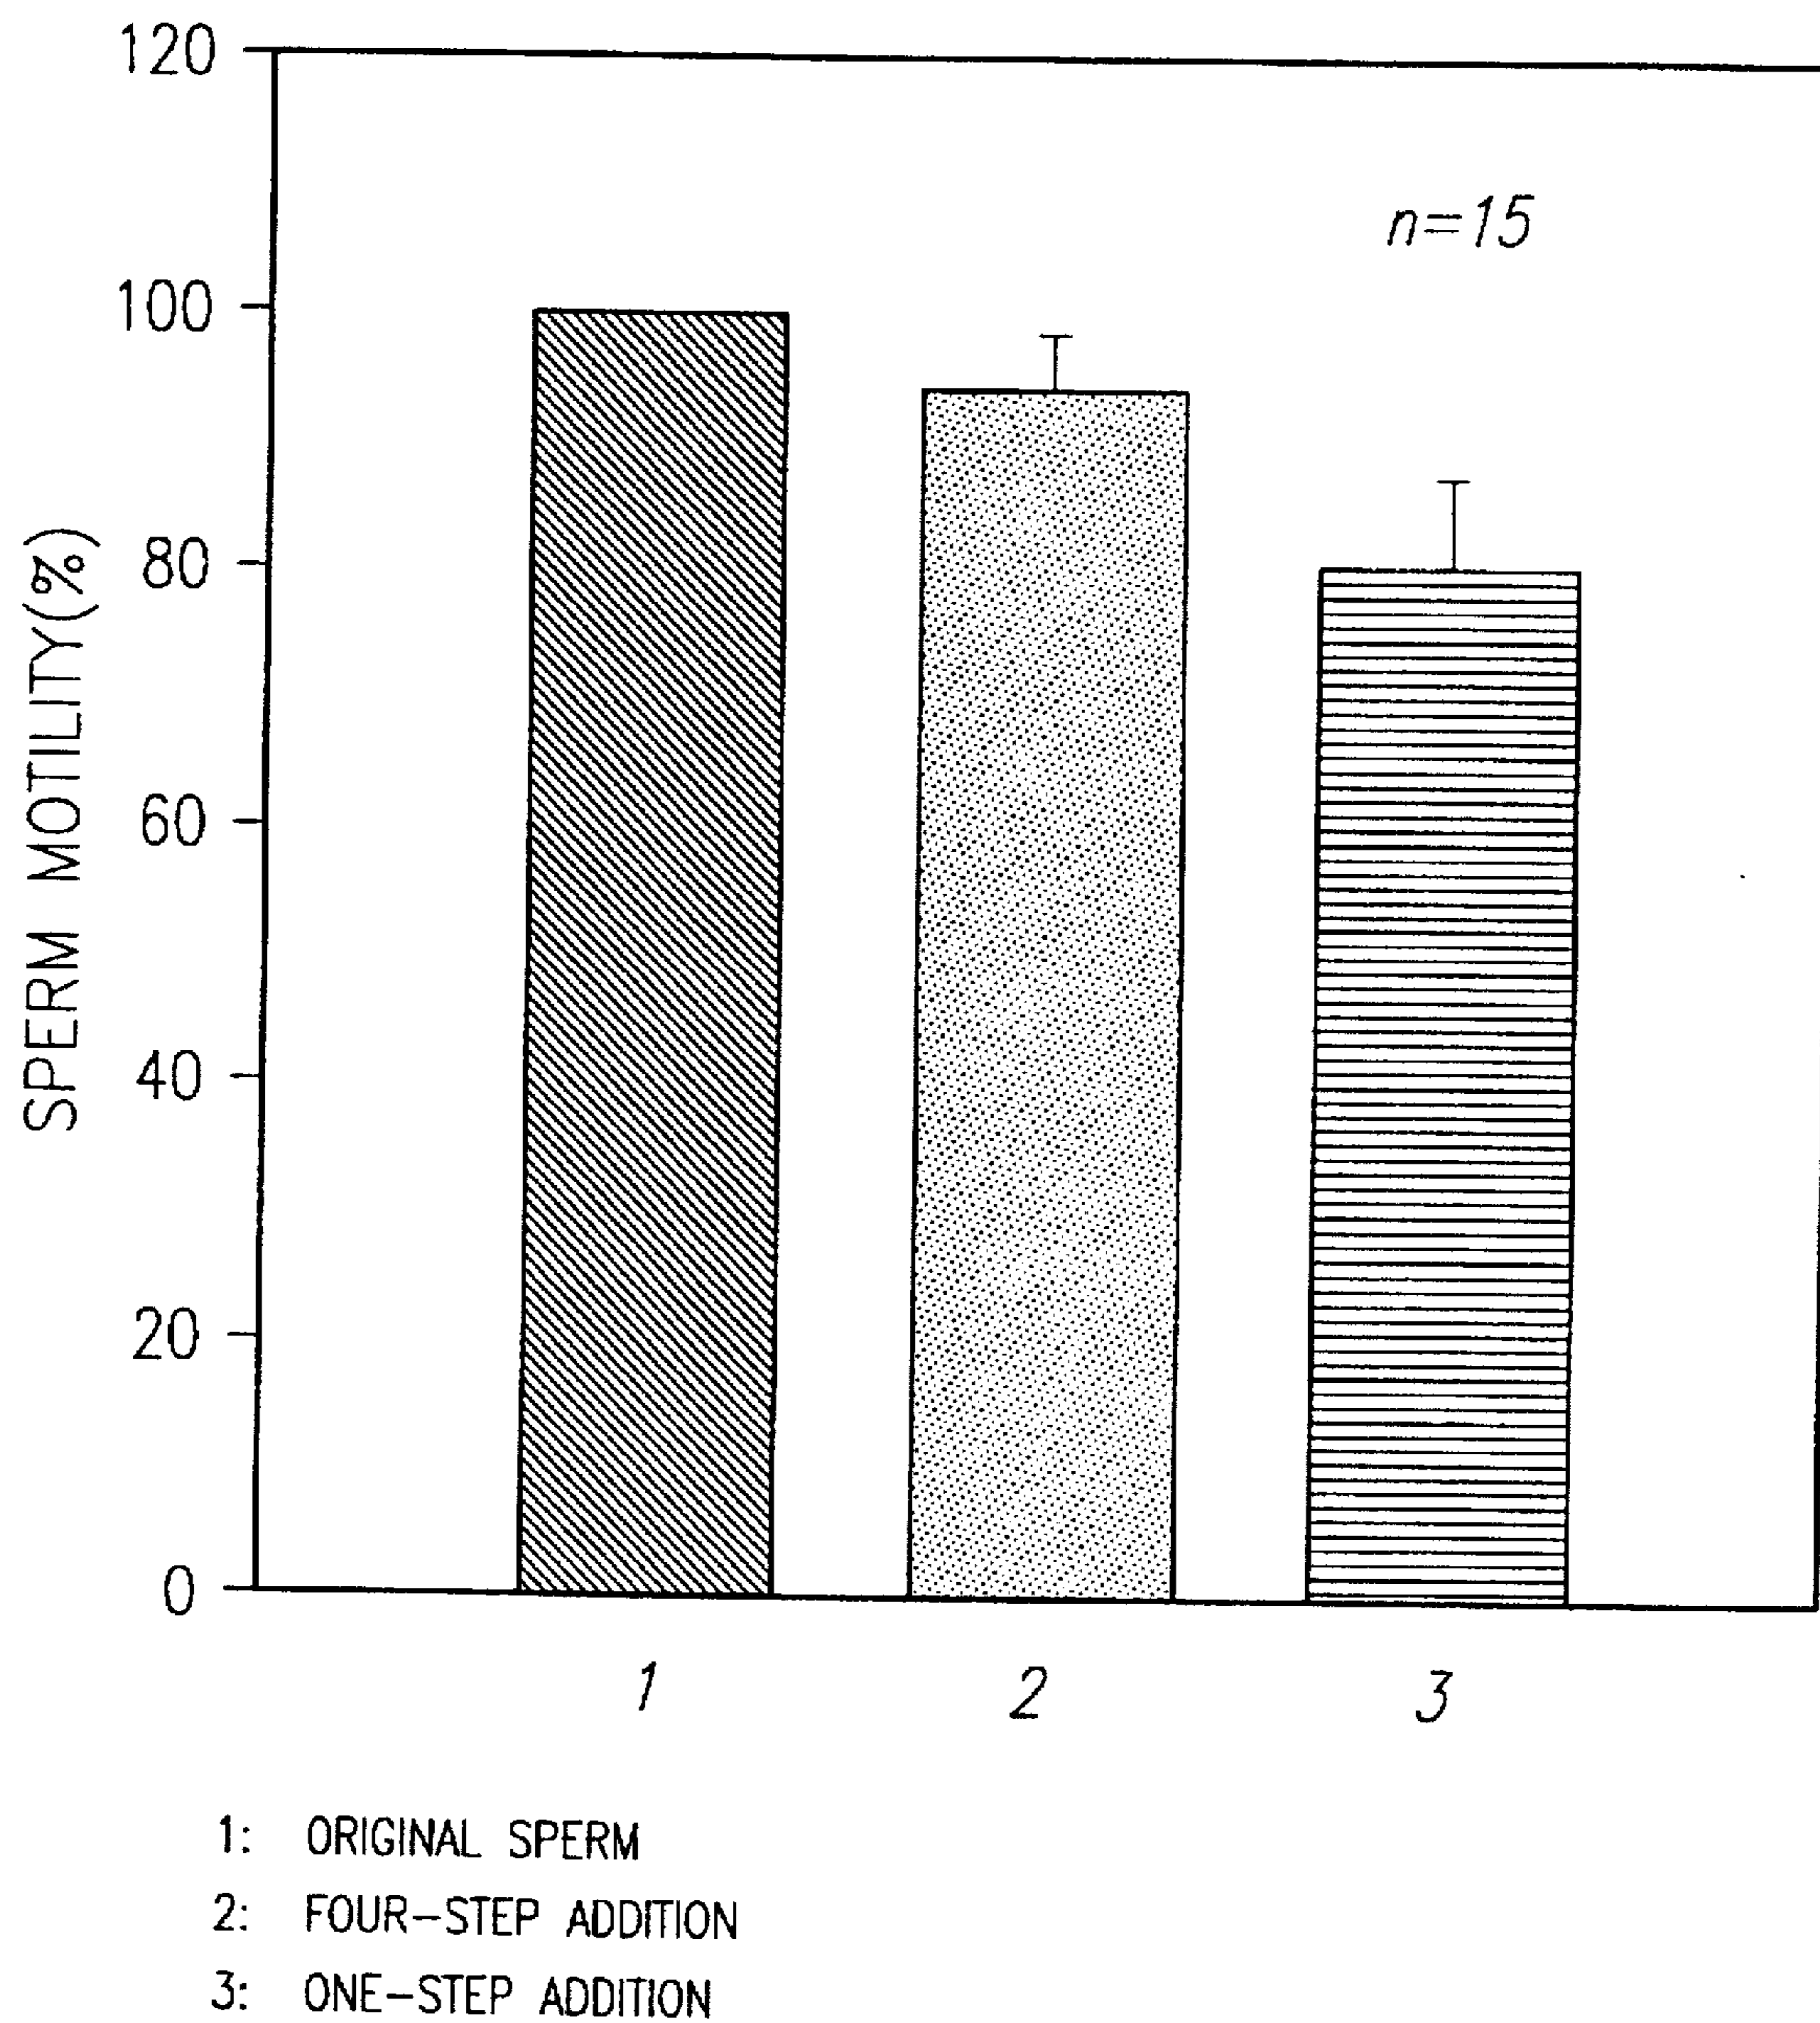 120
n=15
100
80
60
40
20
0
SPERM MOTILITY(%)
1 2 3
1: ORIGINAL SPERM
2: FOUR-STEP ADDITION
3: ONE-STEP ADDITION